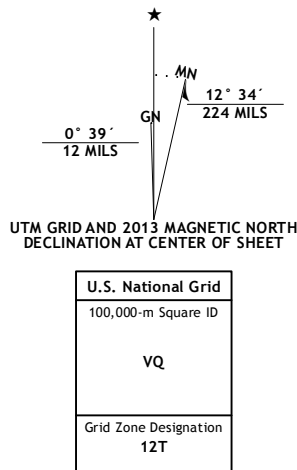 ★
MN
12° 34´
224 MILS
GN
0° 39´
12 MILS
UTM GRID AND 2013 MAGNETIC NORTH
DECLINATION AT CENTER OF SHEET
U.S. National Grid
100,000-m Square ID
VQ
Grid Zone Designation
12T